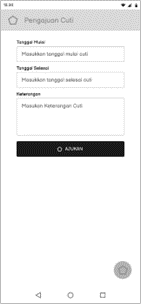 15.34
Pengajuan Cuti
Tanggal Mulai
Masukkan tanggal mulai cuti
Tanggal Selesai
Masukkan tanggal selesai cuti
Keterangan
Masukan Keterangan Cuti
AJUKAN